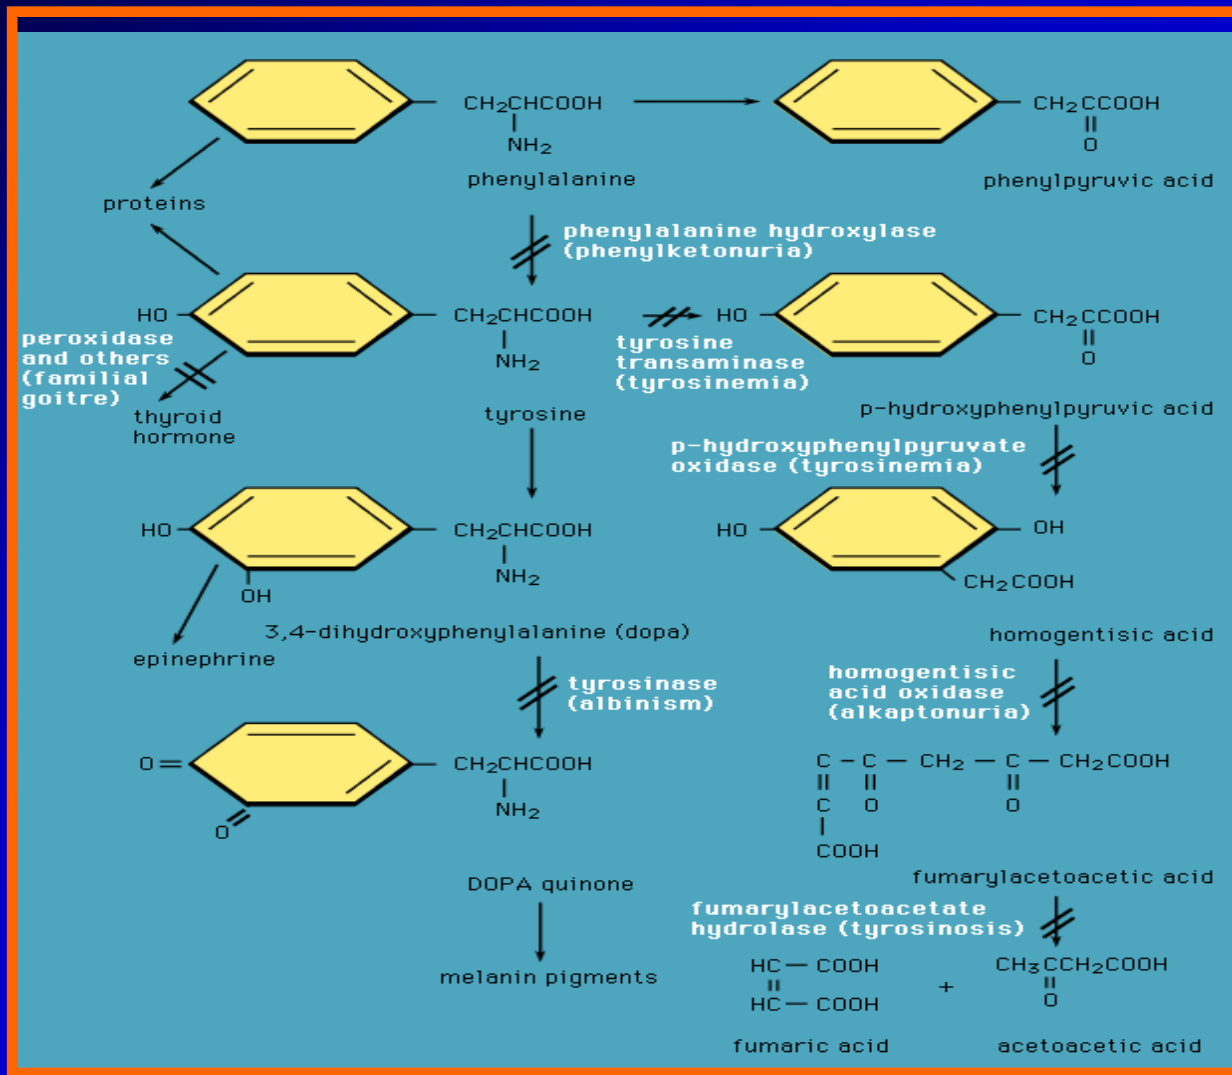 CH₂CHCOOH
NH₂
phenylalanine
CH₂CCOOH
O
phenylpyruvic acid
proteins
phenylalanine hydroxylase
(phenylketonuria)
HO
CH₂CHCOOH
NH₂
tyrosine
HO
CH₂CCOOH
O
p-hydroxyphenylpyruvic acid
peroxidase
and others
(familial
goitre)
thyroid
hormone
tyrosine
transaminase
(tyrosinemia)
p-hydroxyphenylpyruvate
oxidase (tyrosinemia)
HO
OH
CH₂CHCOOH
NH₂
3,4-dihydroxyphenylalanine (dopa)
epinephrine
HO
OH
CH₂COOH
homogentisic acid
tyrosinase
(albinism)
homogentisic
acid oxidase
(alkaptonuria)
O
O
CH₂CHCOOH
NH₂
DOPA quinone
melanin pigments
C – C – CH₂ – C – CH₂COOH
C O O
COOH
fumarylacetoacetic acid
fumarylacetoacetate
hydrolase (tyrosinosis)
HC – COOH
HC – COOH
fumaric acid
+
CH₃CCH₂COOH
O
acetoacetic acid